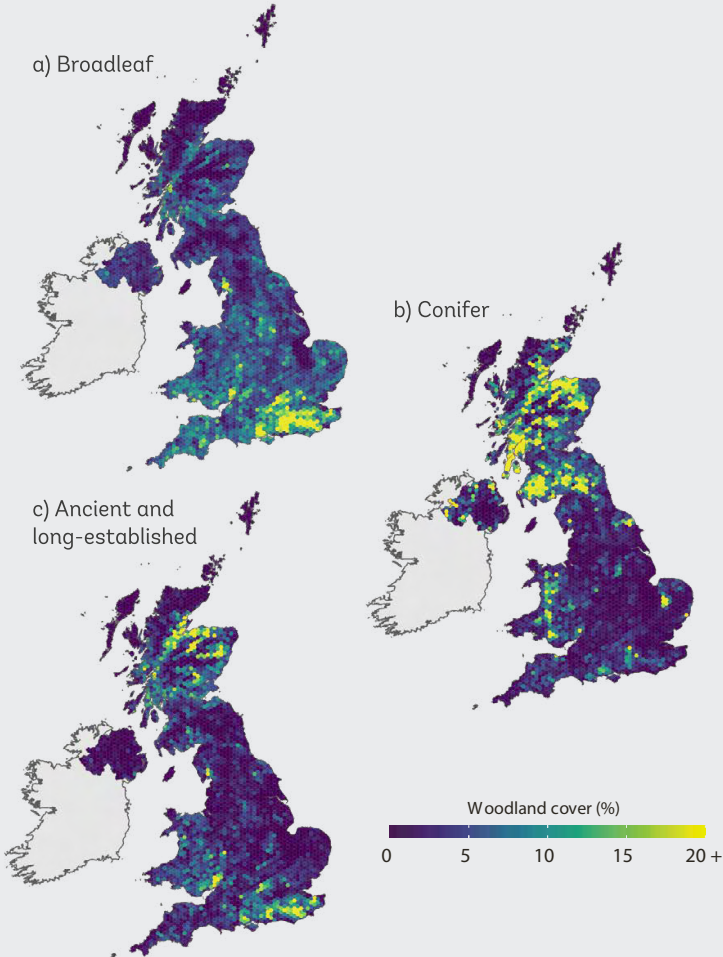 a) Broadleaf
b) Conifer
c) Ancient and
long-established
Woodland cover (%)
0 5 10 15 20 +